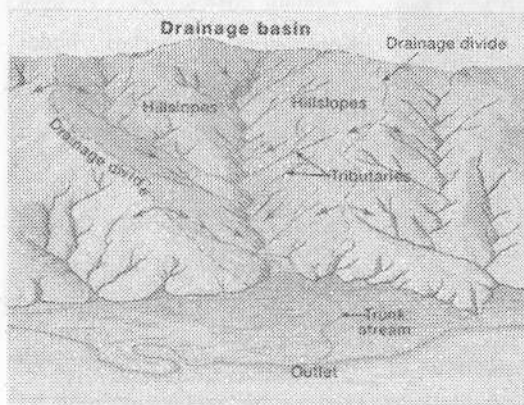 Drainage basin
Drainage divide
Hillslopes
Hillslopes
Drainage divide
Tributaries
Trunk
stream
Outlet